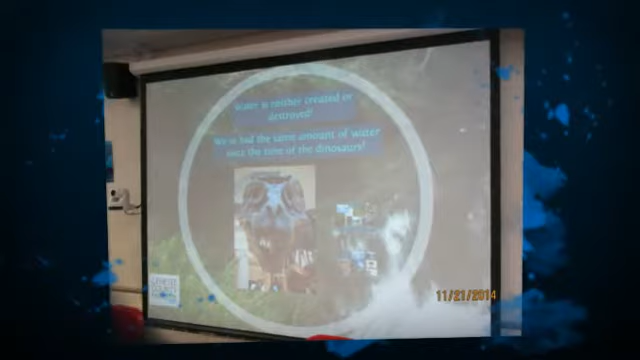 Water is neither created or
destroyed!
We've had the same amount of water
since the time of the dinosaurs!
11/21/2014